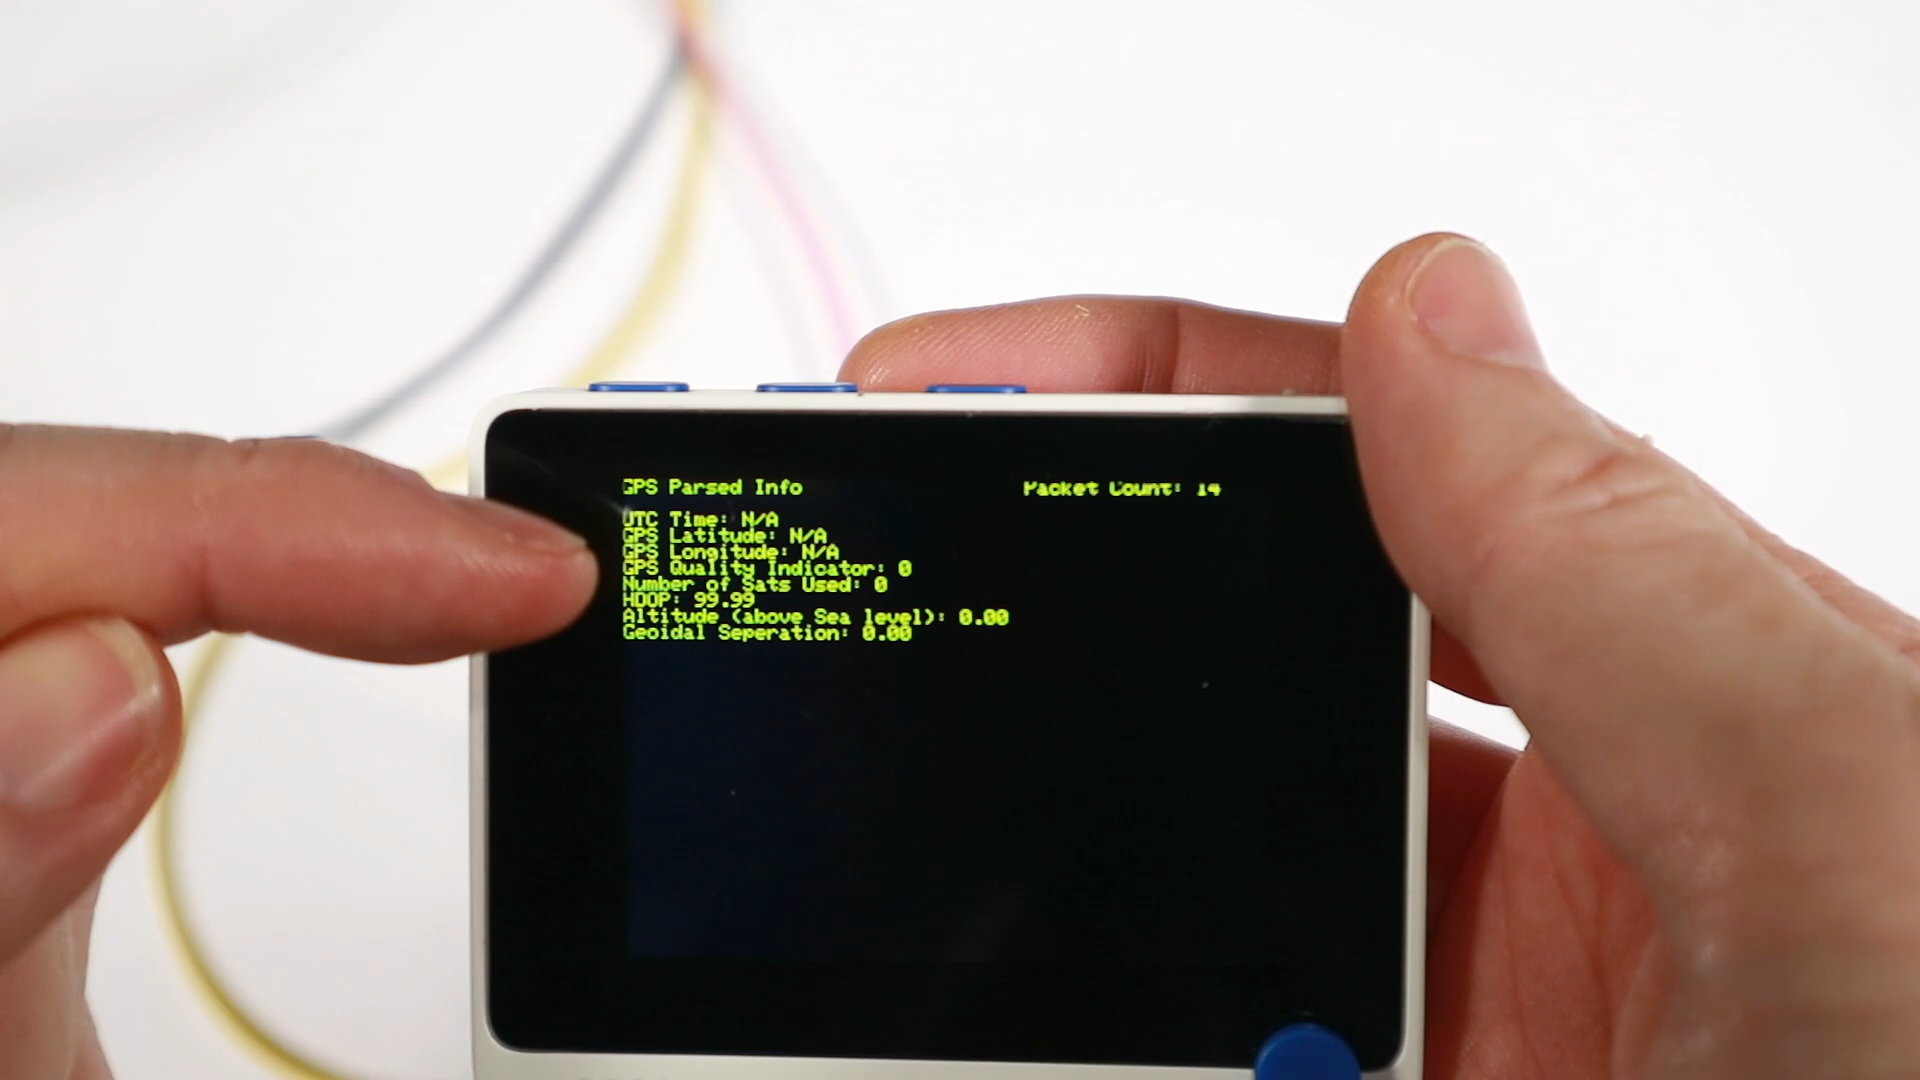 GPS Parsed Info
Packet Count: 14
UTC Time: N/A
GPS Latitude: N/A
GPS Longitude: N/A
GPS Quality Indicator: 0
Number of Sats Used: 0
HDOP: 99.99
Altitude (above Sea level): 0.00
Geoidal Seperation: 0.00